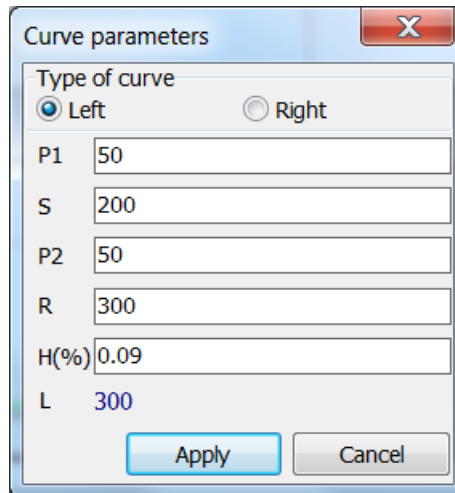 Curve parameters
Type of curve
Left Right
P1 50
S 200
P2 50
R 300
H(%) 0.09
L 300
Apply Cancel